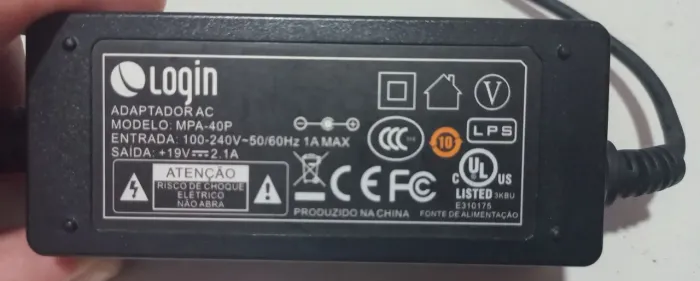 Login
ADAPTADOR AC
MODELO: MPA-40P
ENTRADA: 100-240V~50/60Hz 1A MAX
SAÍDA: +19V⎓2.1A
ATENÇÃO
RISCO DE CHOQUE
ELÉTRICO
NÃO ABRA
V
CCC
10
LPS
CE FC
PRODUZIDO NA CHINA
C UL US
LISTED 3KBU
E310175
FONTE DE ALIMENTAÇÃO